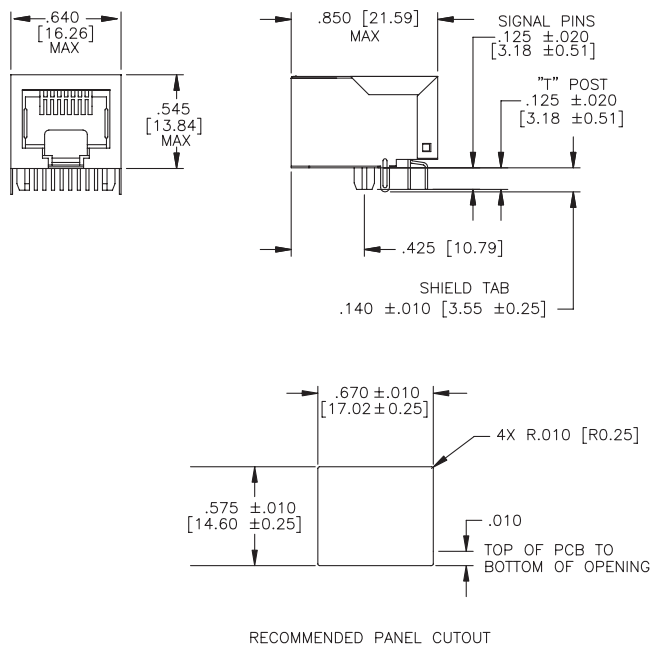 .640
[16.26]
MAX
.545
[13.84]
MAX
.850 [21.59]
MAX
SIGNAL PINS
.125 ±.020
[3.18 ±0.51]
"T" POST
.125 ±.020
[3.18 ±0.51]
.425 [10.79]
SHIELD TAB
.140 ±.010 [3.55 ±0.25]
.670 ±.010
[17.02±0.25]
4X R.010 [R0.25]
.575 ±.010
[14.60 ±0.25]
.010
TOP OF PCB TO
BOTTOM OF OPENING
RECOMMENDED PANEL CUTOUT